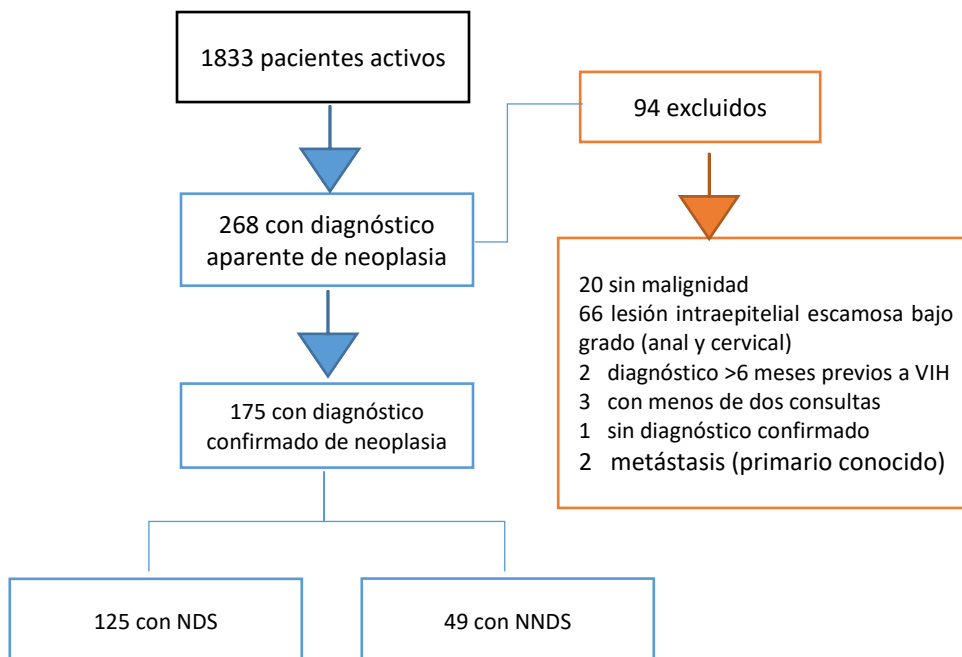 1833 pacientes activos
94 excluidos
268 con diagnóstico
aparente de neoplasia
20 sin malignidad
66 lesión intraepitelial escamosa bajo
grado (anal y cervical)
2 diagnóstico >6 meses previos a VIH
3 con menos de dos consultas
1 sin diagnóstico confirmado
2 metástasis (primario conocido)
175 con diagnóstico
confirmado de neoplasia
125 con NDS
49 con NNDS